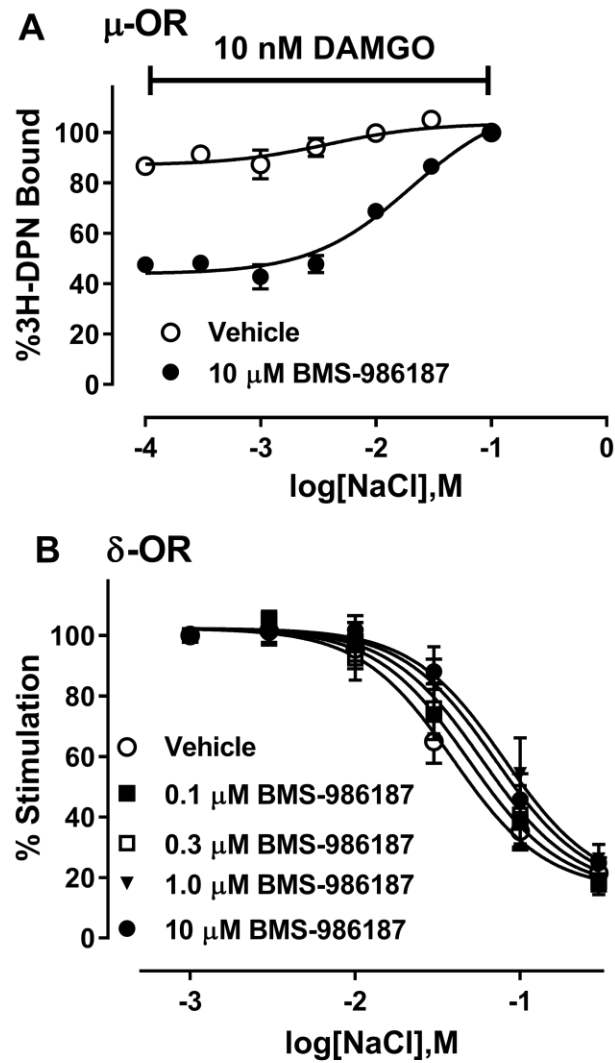 A μ-OR
10 nM DAMGO
%3H-DPN Bound
100
80
60
40
20
0
Vehicle
10 μM BMS-986187
-4 -3 -2 -1 0
log[NaCl],M
B δ-OR
% Stimulation
100
80
60
40
20
0
Vehicle
0.1 μM BMS-986187
0.3 μM BMS-986187
1.0 μM BMS-986187
10 μM BMS-986187
-3 -2 -1
log[NaCl],M